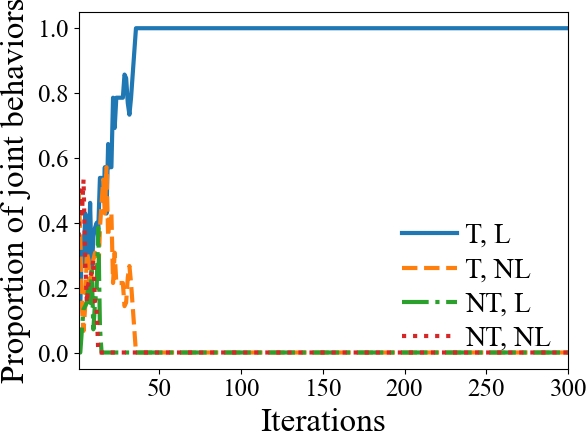 Proportion of joint behaviors
1.0
0.8
0.6
0.4
0.2
0.0
T, L
T, NL
NT, L
NT, NL
50 100 150 200 250 300
Iterations